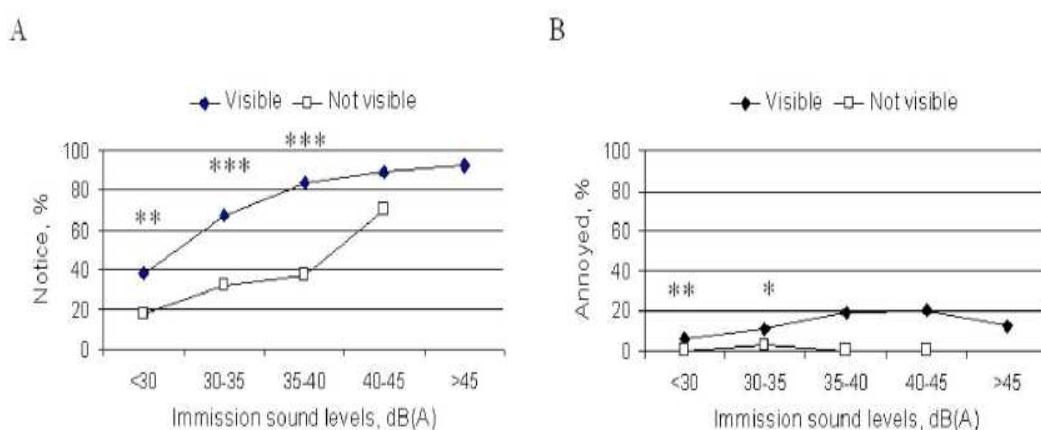 A
B
Visible Not visible
Visible Not visible
***
***
**
Notice, %
100
80
60
40
20
0
<30 30-35 35-40 40-45 >45
Immission sound levels, dB(A)
Annoyed, %
100
80
60
40
20
0
**
*
<30 30-35 35-40 40-45 >45
Immission sound levels, dB(A)